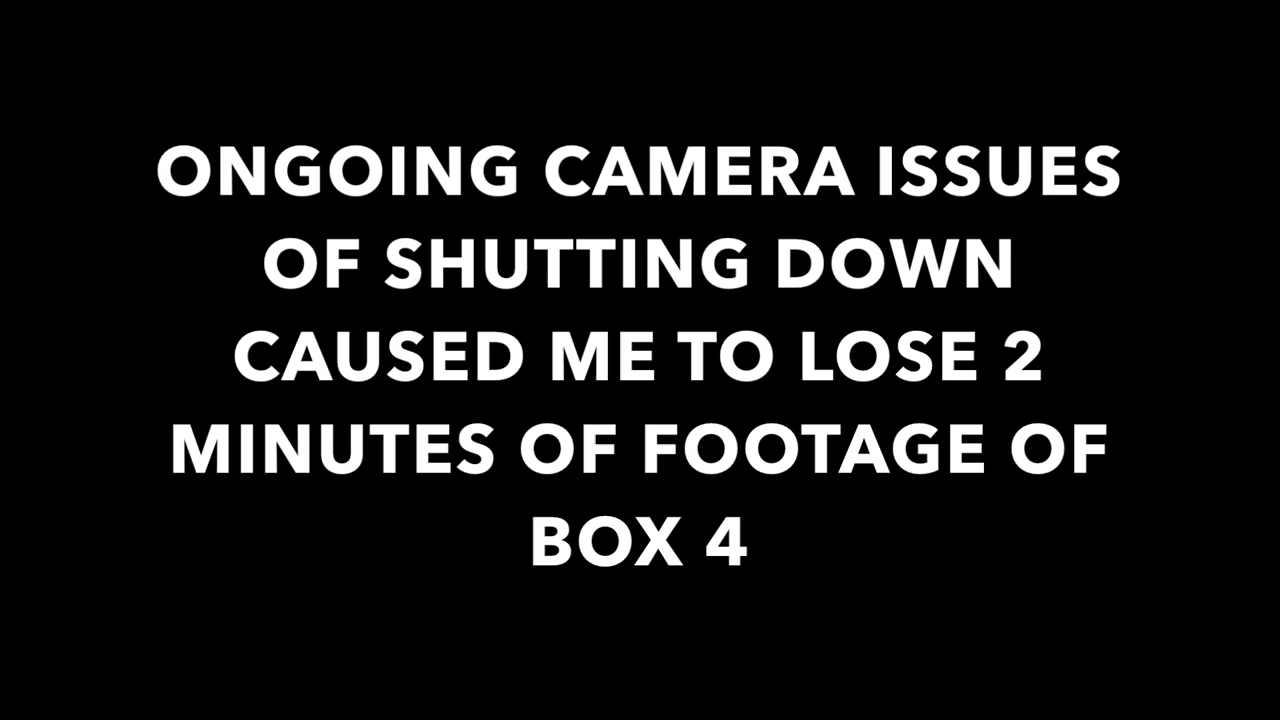 ONGOING CAMERA ISSUES
OF SHUTTING DOWN
CAUSED ME TO LOSE 2
MINUTES OF FOOTAGE OF
BOX 4